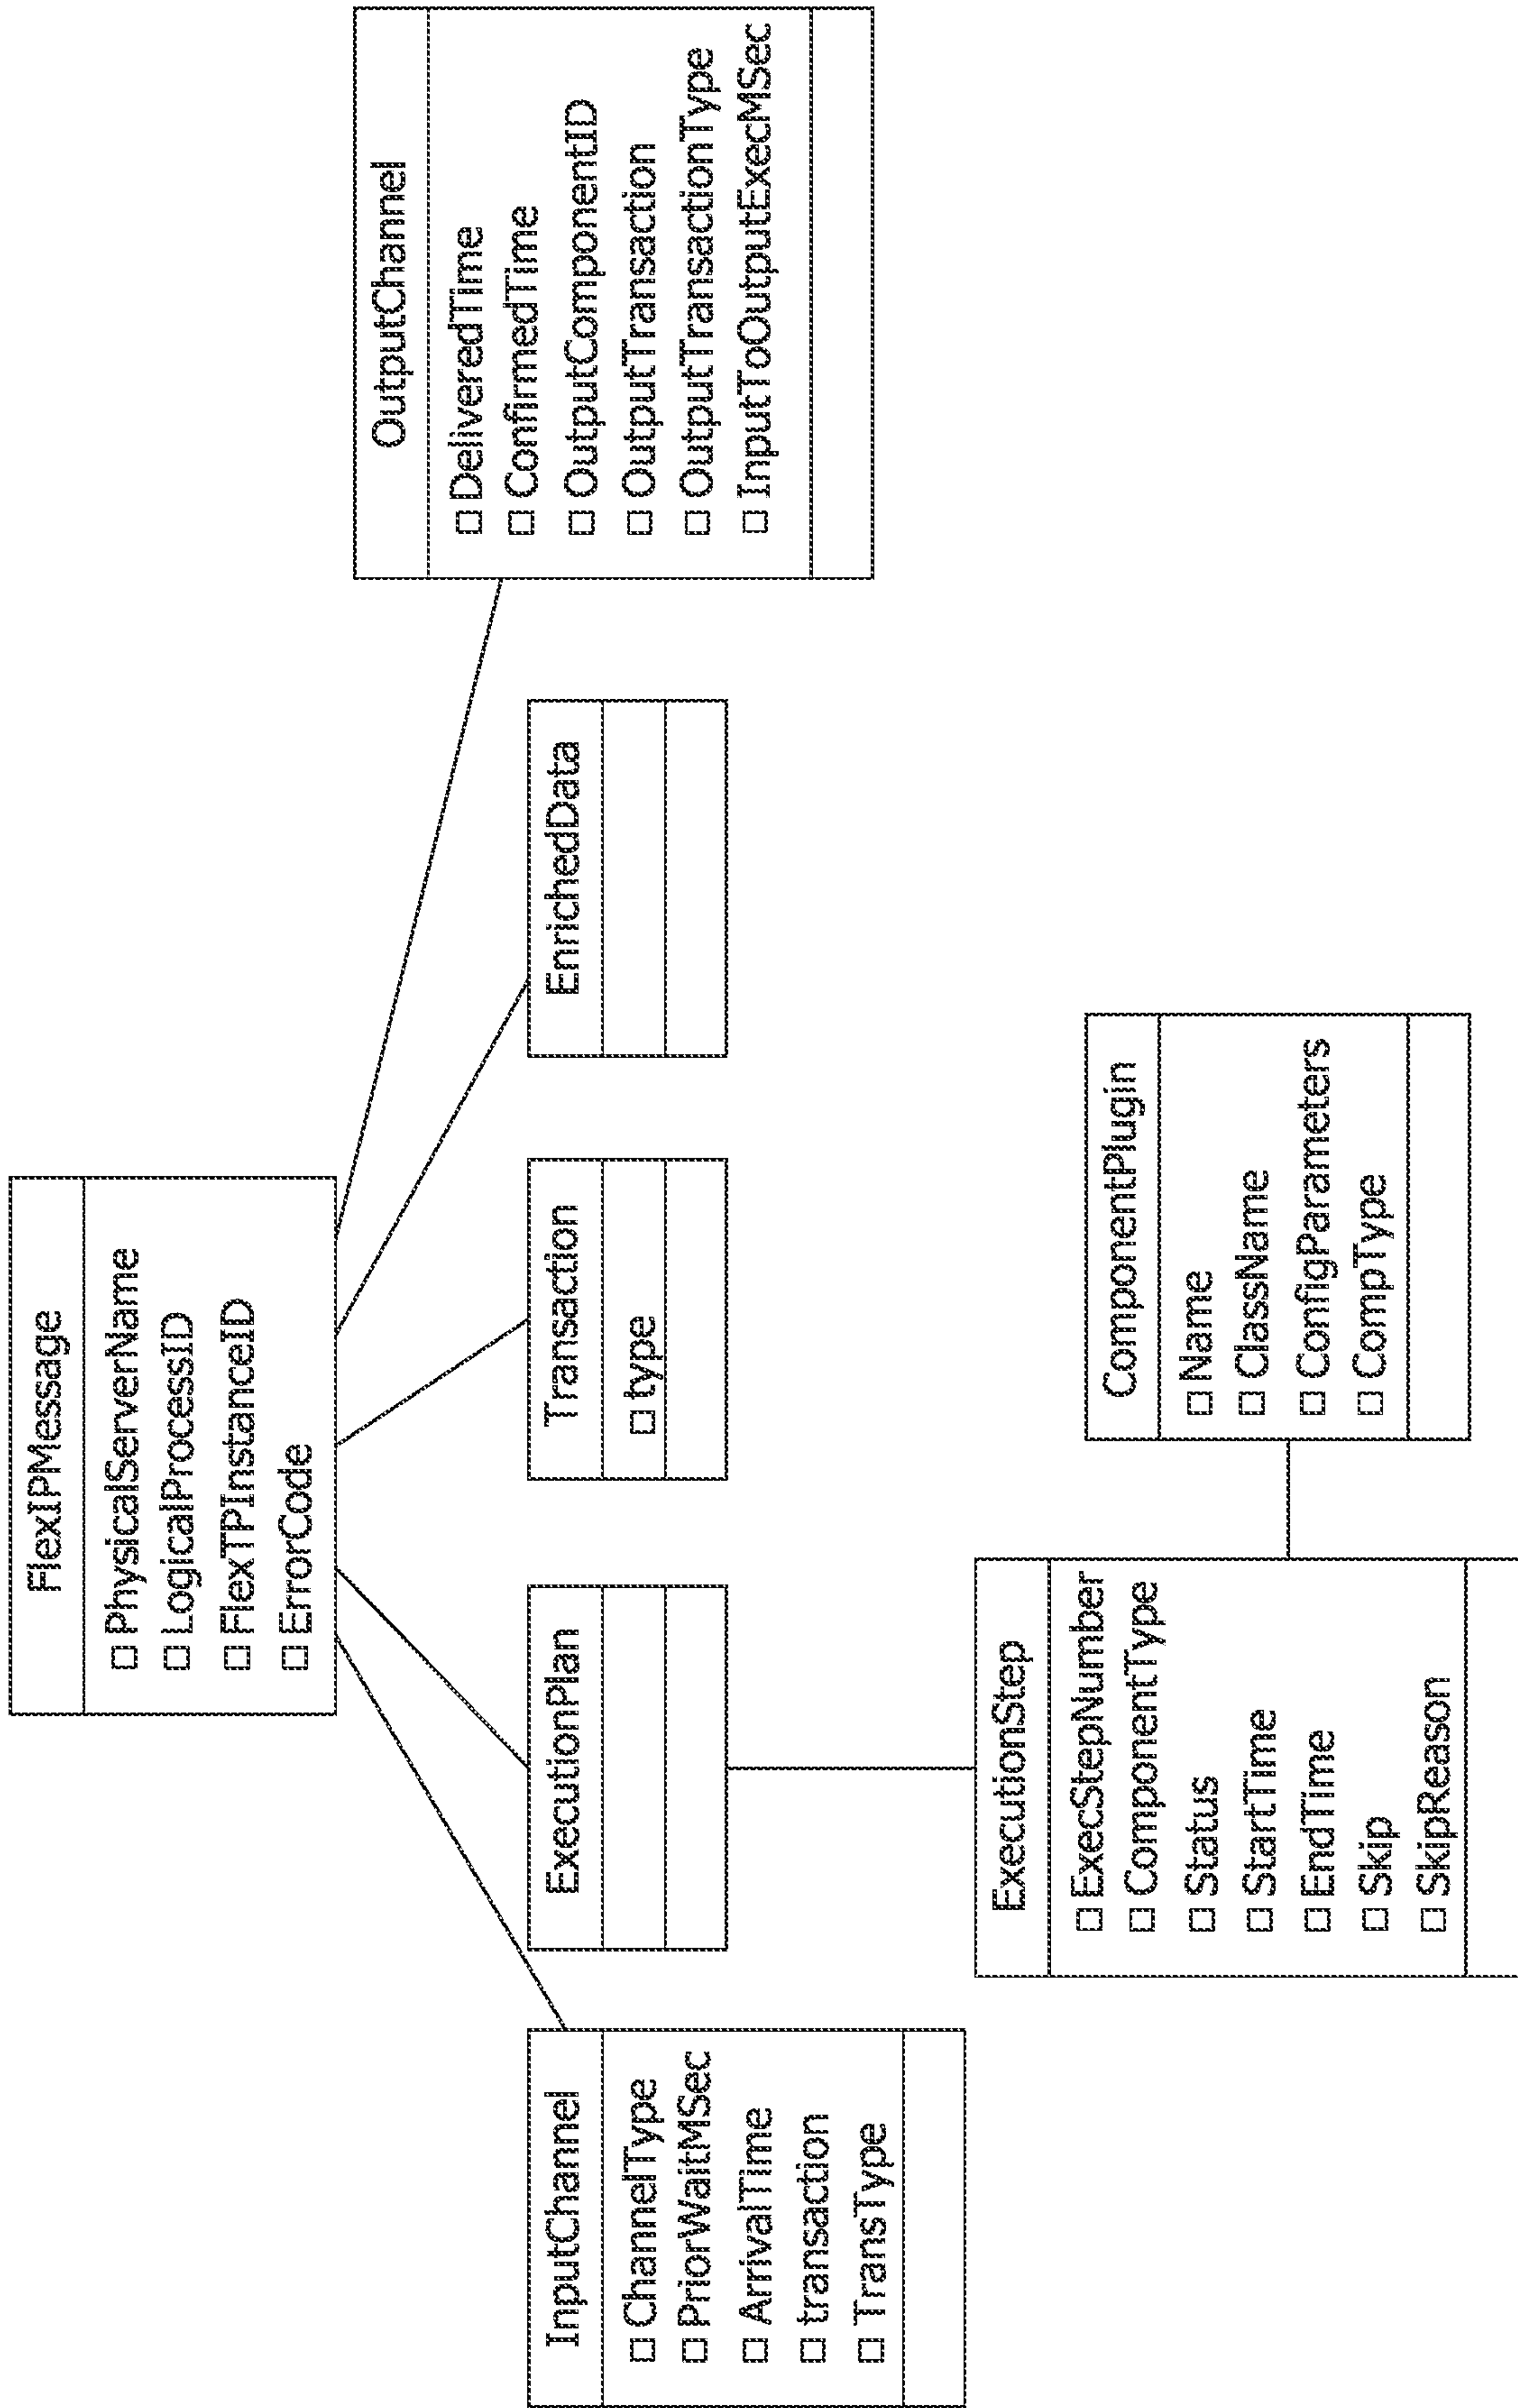 FlexIPMessage
PhysicalServerName
LogicalProcessID
FlexTPInstanceID
ErrorCode
InputChannel
ChannelType
PriorWaitMSec
ArrivalTime
transaction
TransType
ExecutionPlan
Transaction
type
EnrichedData
OutputChannel
DeliveredTime
ConfirmedTime
OutputComponentID
OutputTransaction
OutputTransactionType
InputToOutputExecMSec
ExecutionStep
ExecStepNumber
ComponentType
Status
StartTime
EndTime
Skip
SkipReason
ComponentPlugin
Name
ClassName
ConfigParameters
CompType